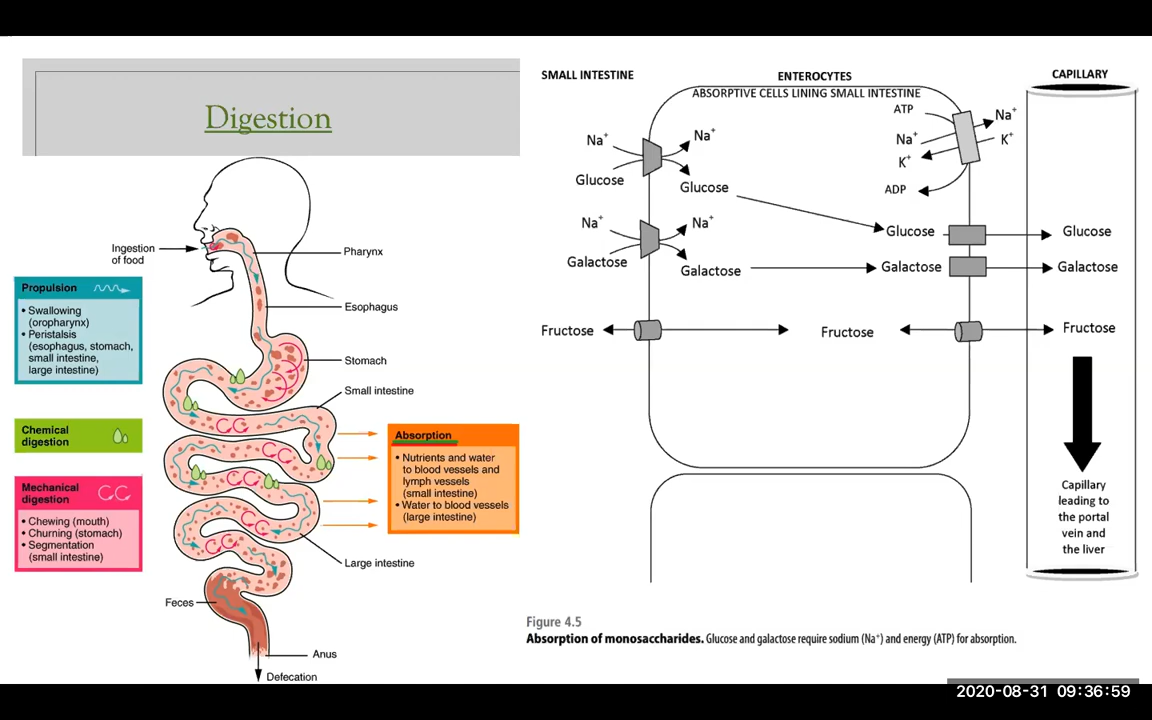 Digestion
Ingestion
of food
Pharynx
Propulsion
• Swallowing
(oropharynx)
• Peristalsis
(esophagus, stomach,
small intestine,
large intestine)
Esophagus
Stomach
Small intestine
Chemical
digestion
Absorption
• Nutrients and water
to blood vessels and
lymph vessels
(small intestine)
• Water to blood vessels
(large intestine)
Mechanical
digestion
• Chewing (mouth)
• Churning (stomach)
• Segmentation
(small intestine)
Large intestine
Feces
Anus
Defecation
SMALL INTESTINE
ENTEROCYTES
ABSORPTIVE CELLS LINING SMALL INTESTINE
CAPILLARY
Na⁺
Na⁺
Glucose
Glucose
ATP
Na⁺
K⁺
ADP
Na⁺
K⁺
Na⁺
Na⁺
Galactose
Galactose
Glucose
Glucose
Galactose
Galactose
Fructose
Fructose
Fructose
Capillary
leading to
the portal
vein and
the liver
Figure 4.5
Absorption of monosaccharides. Glucose and galactose require sodium (Na⁺) and energy (ATP) for absorption.
2020-08-31 09:36:59